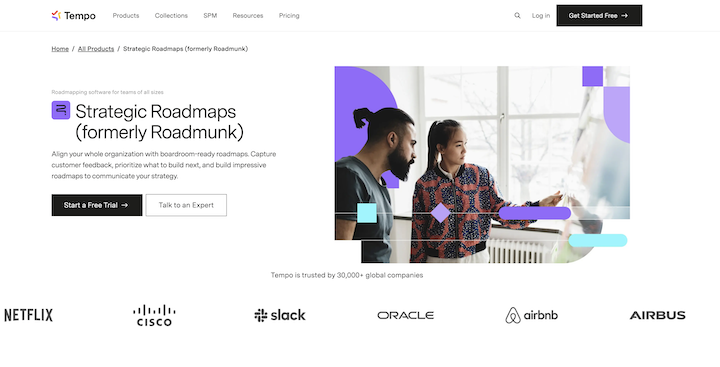 Tempo
Products
Collections
SPM
Resources
Pricing
Log in
Get Started Free →
Home / All Products / Strategic Roadmaps (formerly Roadmunk)
Roadmapping software for teams of all sizes
Strategic Roadmaps
(formerly Roadmunk)
Align your whole organization with boardroom-ready roadmaps. Capture
customer feedback, prioritize what to build next, and build impressive
roadmaps to communicate your strategy.
Start a Free Trial →
Talk to an Expert
Tempo is trusted by 30,000+ global companies
NETFLIX
CISCO
slack
ORACLE
airbnb
AIRBUS